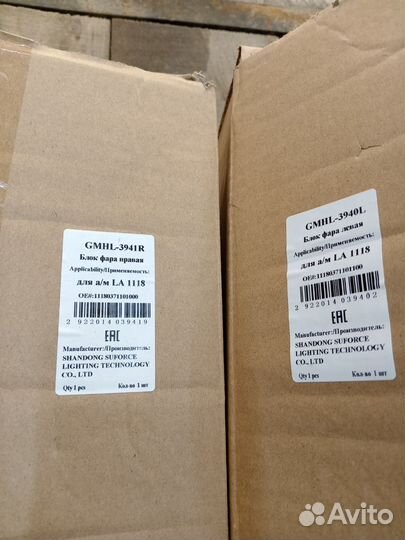 GMHL-3941R
Блок фара правая
Applicability/Применяемость:
для а/м LA 1118
OE#:11180371101000
2 922014 039419
EAC
Manufacturer:/Производитель:
SHANDONG SUFORCE
LIGHTING TECHNOLOGY
CO., LTD
Qty 1 pcs Кол-во 1 шт
GMHL-3940L
Блок фара левая
Applicability/Применяемость:
для а/м LA 1118
OE#:11180371101100
2 922014 039402
EAC
Manufacturer:/Производитель:
SHANDONG SUFORCE
LIGHTING TECHNOLOGY
CO., LTD
Qty 1 pcs Кол-во 1 шт
Avito